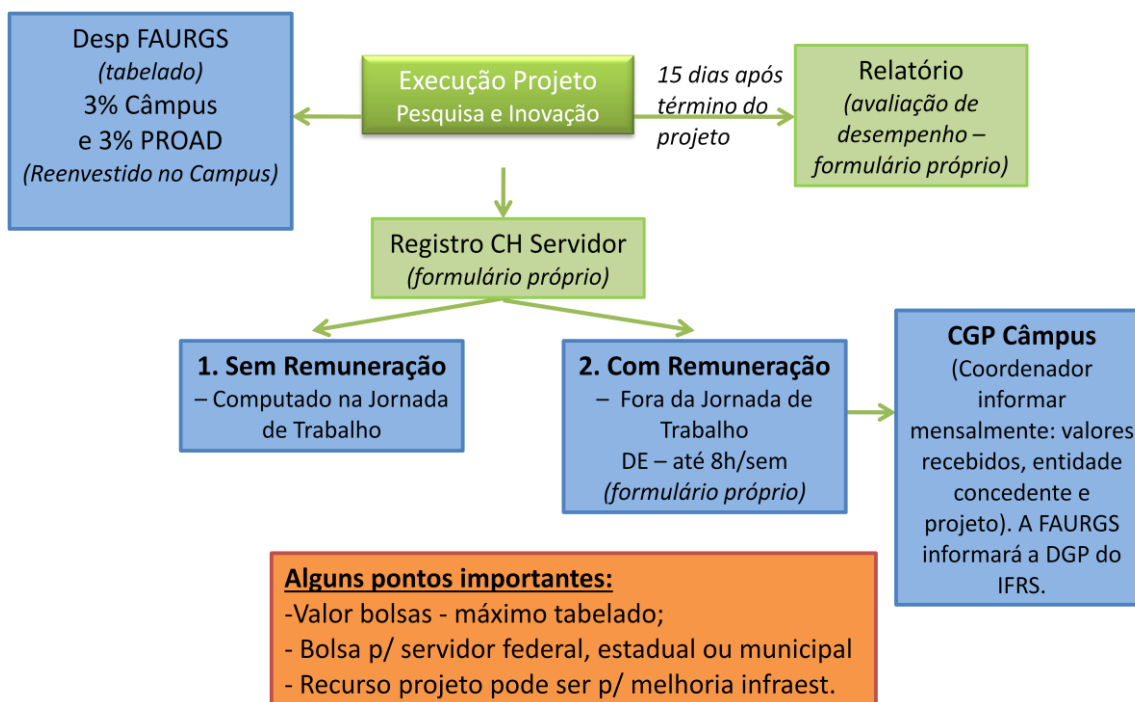 Desp FAURGS
(tabelado)
3% Câmpus
e 3% PROAD
(Reenvestido no Campus)
Execução Projeto
Pesquisa e Inovação
15 dias após
término do
projeto
Relatório
(avaliação de
desempenho –
formulário próprio)
Registro CH Servidor
(formulário próprio)
1. Sem Remuneração
– Computado na Jornada
de Trabalho
2. Com Remuneração
– Fora da Jornada de
Trabalho
DE – até 8h/sem
(formulário próprio)
CGP Câmpus
(Coordenador
informar
mensalmente: valores
recebidos, entidade
concedente e
projeto). A FAURGS
informará a DGP do
IFRS.
Alguns pontos importantes:
-Valor bolsas - máximo tabelado;
- Bolsa p/ servidor federal, estadual ou municipal
- Recurso projeto pode ser p/ melhoria infraest.